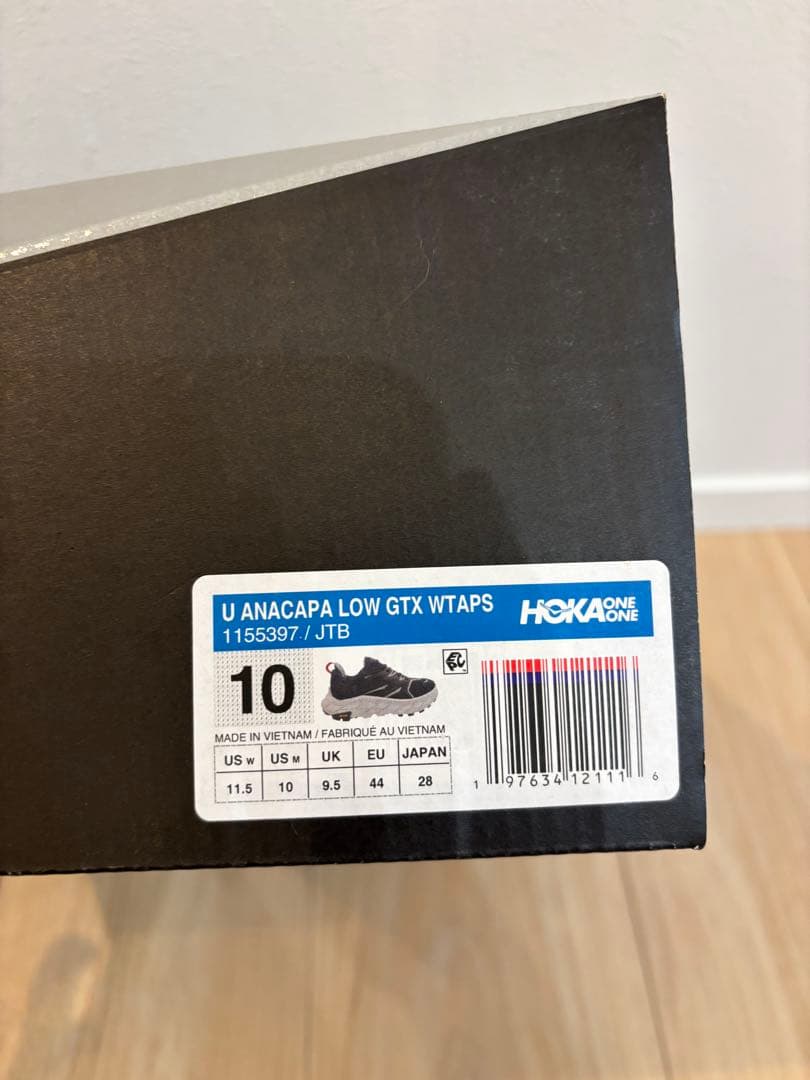 U ANACAPA LOW GTX WTAPS
HOKA ONE ONE
1155397 / JTB
10
MADE IN VIETNAM / FABRIQUÉ AU VIETNAM
US W US M UK EU JAPAN
11.5 10 9.5 44 28
1 97634 12111 6